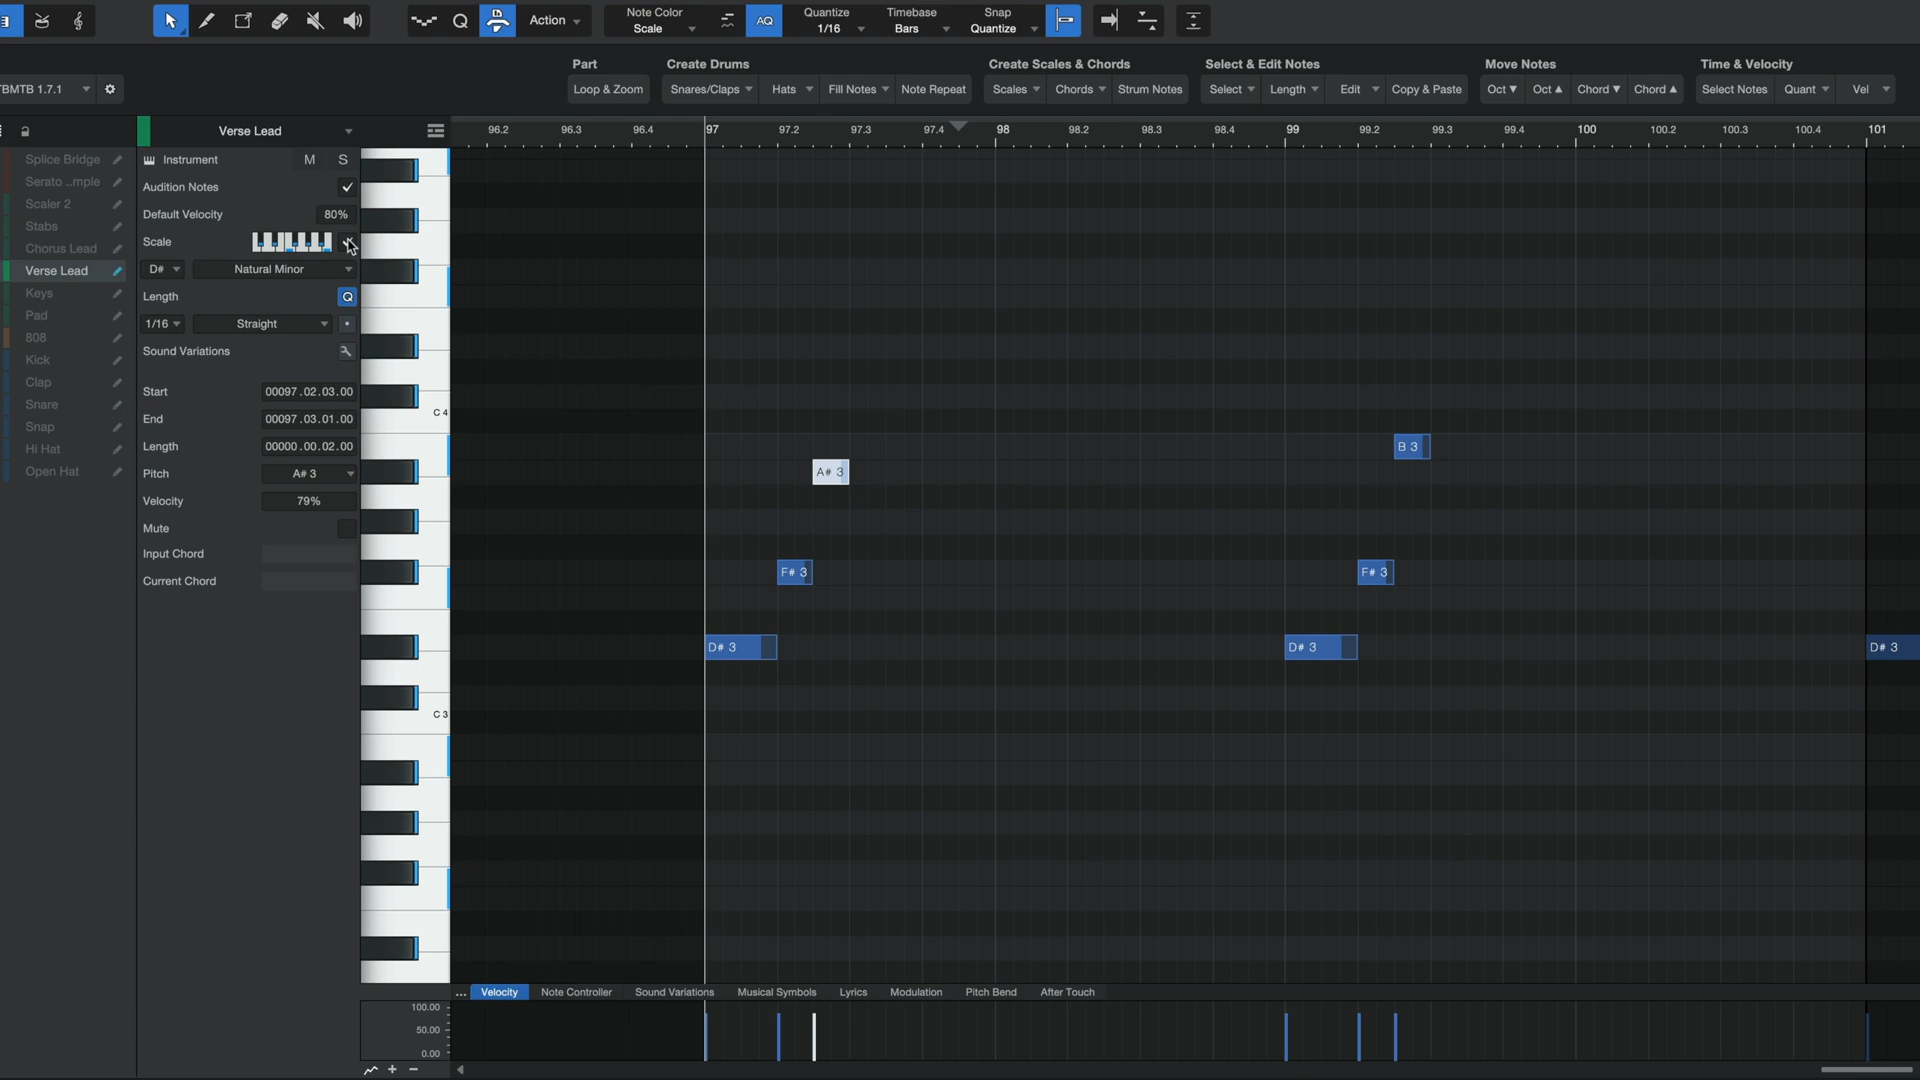 Action
Note Color
Scale
AQ
Quantize
1/16
Timebase
Bars
Snap
Quantize
TBMTB 1.7.1
Part
Loop & Zoom
Create Drums
Snares/Claps
Hats
Fill Notes
Note Repeat
Create Scales & Chords
Scales
Chords
Strum Notes
Select & Edit Notes
Select
Length
Edit
Copy & Paste
Move Notes
Oct ▼
Oct ▲
Chord ▼
Chord ▲
Time & Velocity
Select Notes
Quant
Vel
Verse Lead
96.2 96.3 96.4 97 97.2 97.3 97.4 98 98.2 98.3 98.4 99 99.2 99.3 99.4 100 100.2 100.3 100.4 101
Splice Bridge
Serato ..mple
Scaler 2
Stabs
Chorus Lead
Verse Lead
Keys
Pad
808
Kick
Clap
Snare
Snap
Hi Hat
Open Hat
Instrument M S
Audition Notes
Default Velocity 80%
Scale
D# Natural Minor
Length Q
1/16 Straight
Sound Variations
Start 00097.02.03.00
End 00097.03.01.00
Length 00000.00.02.00
Pitch A# 3
Velocity 79%
Mute
Input Chord
Current Chord
C 4
C 3
B 3
A# 3
F# 3
F# 3
D# 3
D# 3
D# 3
... Velocity Note Controller Sound Variations Musical Symbols Lyrics Modulation Pitch Bend After Touch
100.00
50.00
0.00